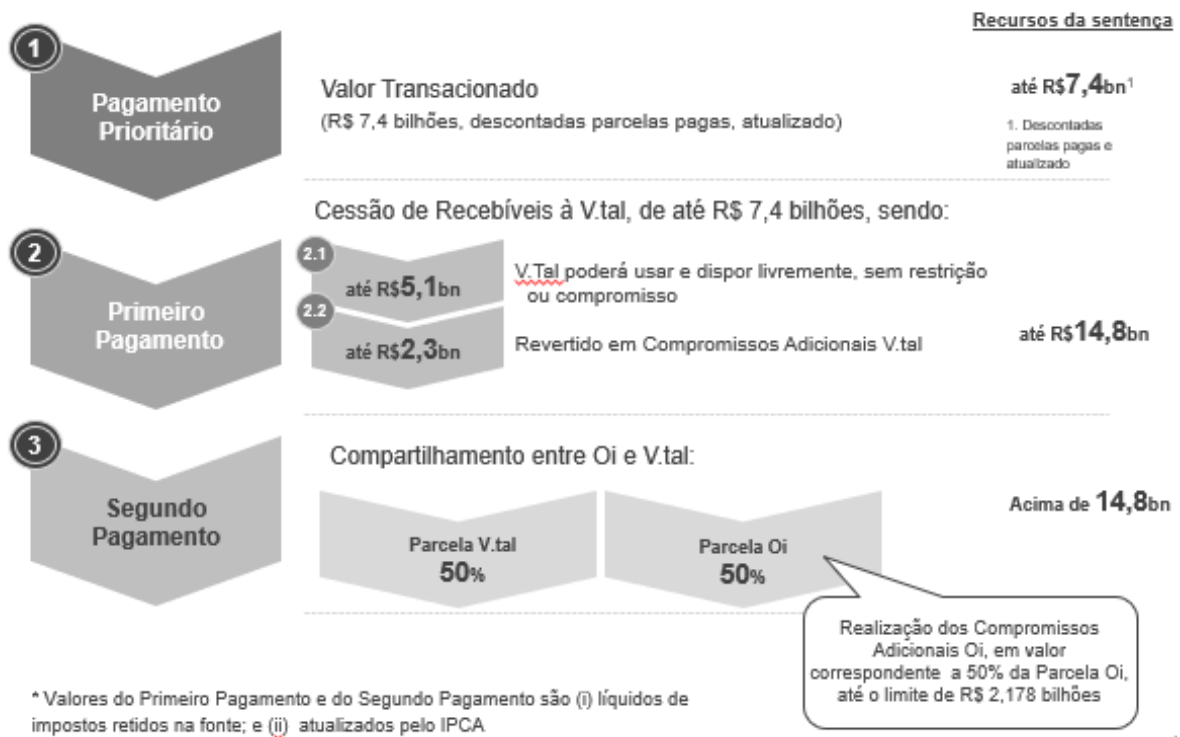 Recursos da sentença
1
Pagamento
Prioritário
Valor Transacionado
(R$ 7,4 bilhões, descontadas parcelas pagas, atualizado)
até R$7,4bn¹
1. Descontadas
parcelas pagas e
atualizado
Cessão de Recebíveis à V.tal, de até R$ 7,4 bilhões, sendo:
2
Primeiro
Pagamento
2.1
até R$5,1bn
V.Tal poderá usar e dispor livremente, sem restrição
ou compromisso
2.2
até R$2,3bn
Revertido em Compromissos Adicionais V.tal
até R$14,8bn
3
Segundo
Pagamento
Compartilhamento entre Oi e V.tal:
Parcela V.tal
50%
Parcela Oi
50%
Acima de 14,8bn
Realização dos Compromissos
Adicionais Oi, em valor
correspondente a 50% da Parcela Oi,
até o limite de R$ 2,178 bilhões
* Valores do Primeiro Pagamento e do Segundo Pagamento são (i) líquidos de
impostos retidos na fonte; e (ii) atualizados pelo IPCA